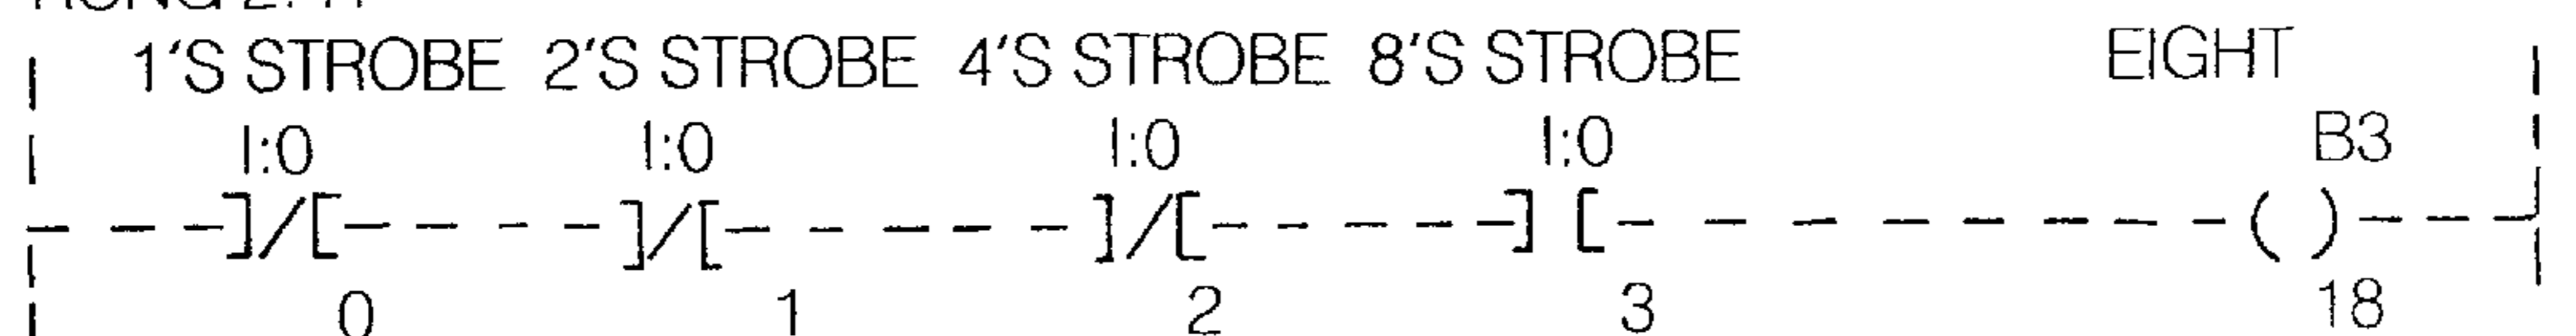 1'S STROBE 2'S STROBE 4'S STROBE 8'S STROBE EIGHT
I:0 I:0 I:0 I:0 B3
]/[ ]/[ ]/[ ] [ ( )
0 1 2 3 18